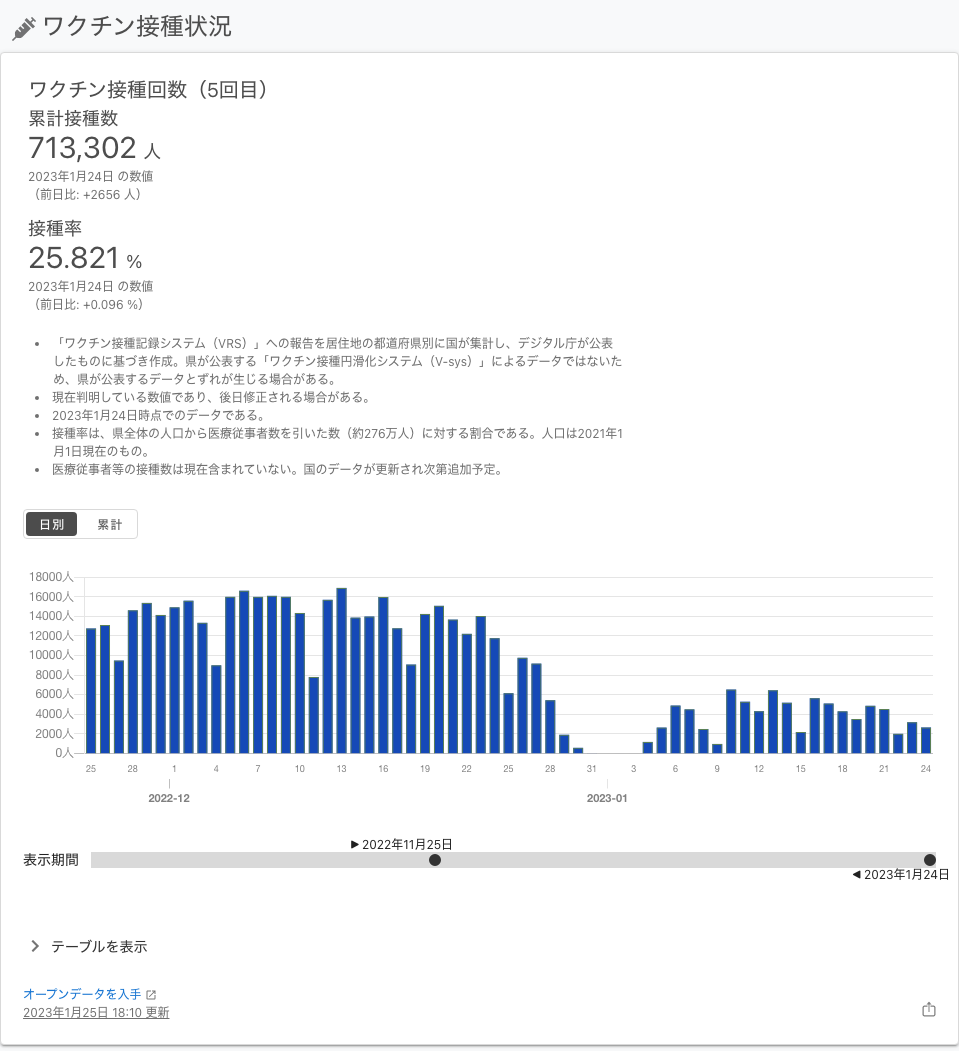 ワクチン接種状況
ワクチン接種回数（5回目）
累計接種数
713,302 人
2023年1月24日 の数値
（前日比: +2656 人）
接種率
25.821 %
2023年1月24日 の数値
（前日比: +0.096 %）
• 「ワクチン接種記録システム（VRS）」への報告を居住地の都道府県別に国が集計し、デジタル庁が公表
したものに基づき作成。県が公表する「ワクチン接種円滑化システム（V-sys）」によるデータではないた
め、県が公表するデータとずれが生じる場合がある。
• 現在判明している数値であり、後日修正される場合がある。
• 2023年1月24日時点でのデータである。
• 接種率は、県全体の人口から医療従事者数を引いた数（約276万人）に対する割合である。人口は2021年1
月1日現在のもの。
• 医療従事者等の接種数は現在含まれていない。国のデータが更新され次第追加予定。
日別 累計
18000人
16000人
14000人
12000人
10000人
8000人
6000人
4000人
2000人
0人
25 28 1 4 7 10 13 16 19 22 25 28 31 3 6 9 12 15 18 21 24
2022-12 2023-01
▶ 2022年11月25日
表示期間
◀ 2023年1月24日
テーブルを表示
オープンデータを入手
2023年1月25日 18:10 更新